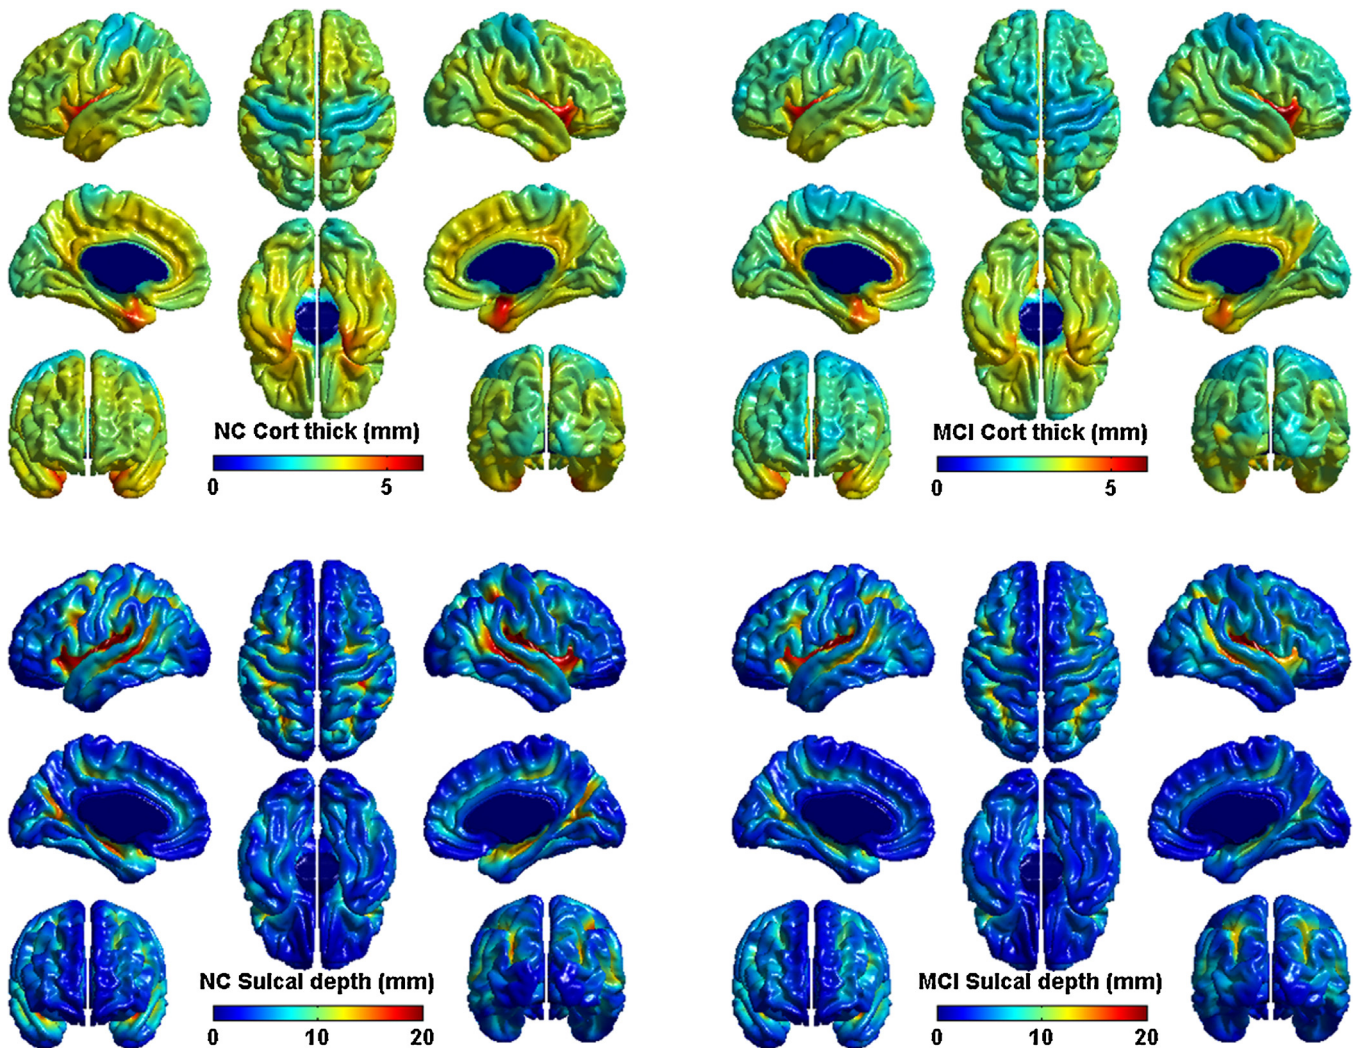 NC Cort thick (mm)
0 5
MCI Cort thick (mm)
0 5
NC Sulcal depth (mm)
0 10 20
MCI Sulcal depth (mm)
0 10 20